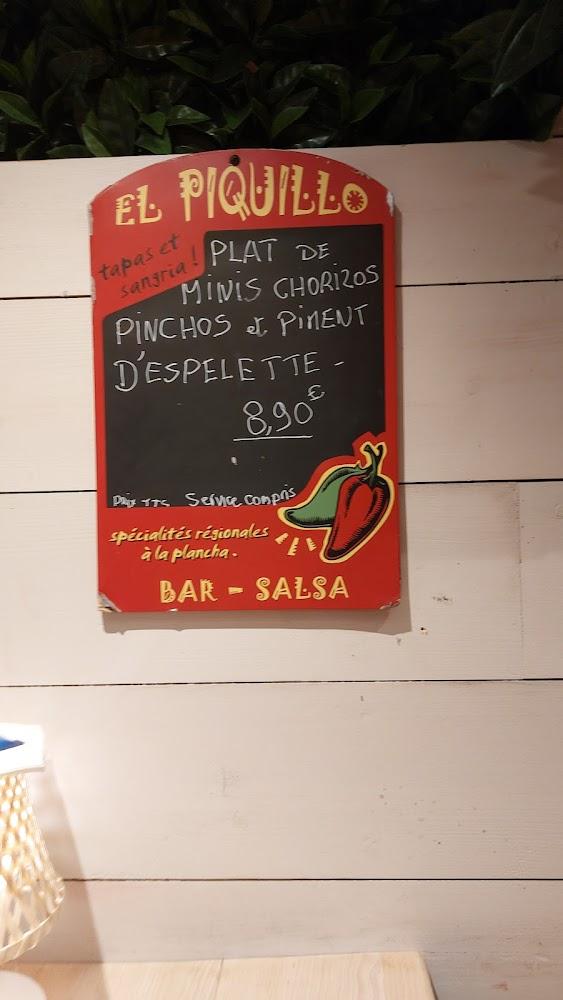 EL PIQUILLO
tapas et
sangria !
PLAT DE
MINIS CHORIZOS
PINCHOS et PIMENT
D'ESPELETTE -
8,90€
Prix TTC Service compris
spécialités régionales
à la plancha.
BAR - SALSA